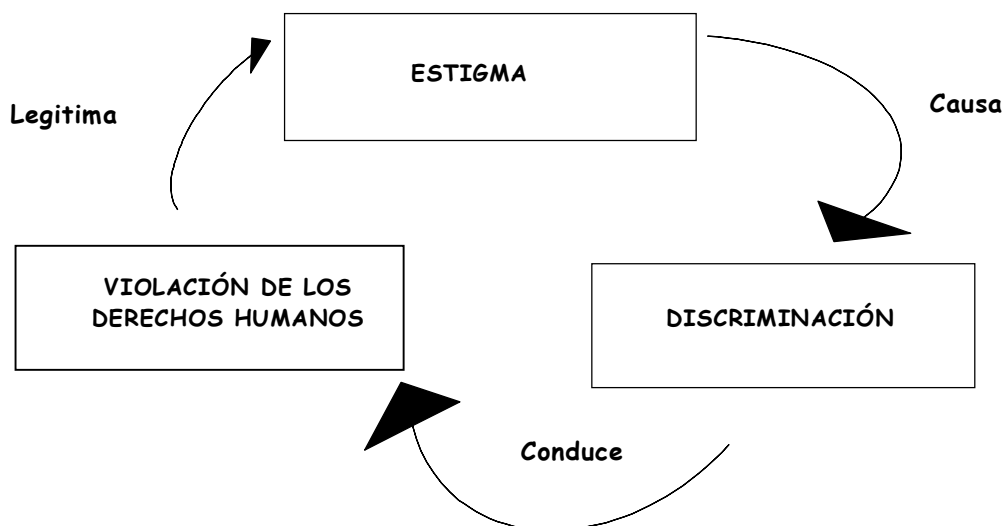 ESTIGMA
Legitima
Causa
VIOLACIÓN DE LOS
DERECHOS HUMANOS
DISCRIMINACIÓN
Conduce